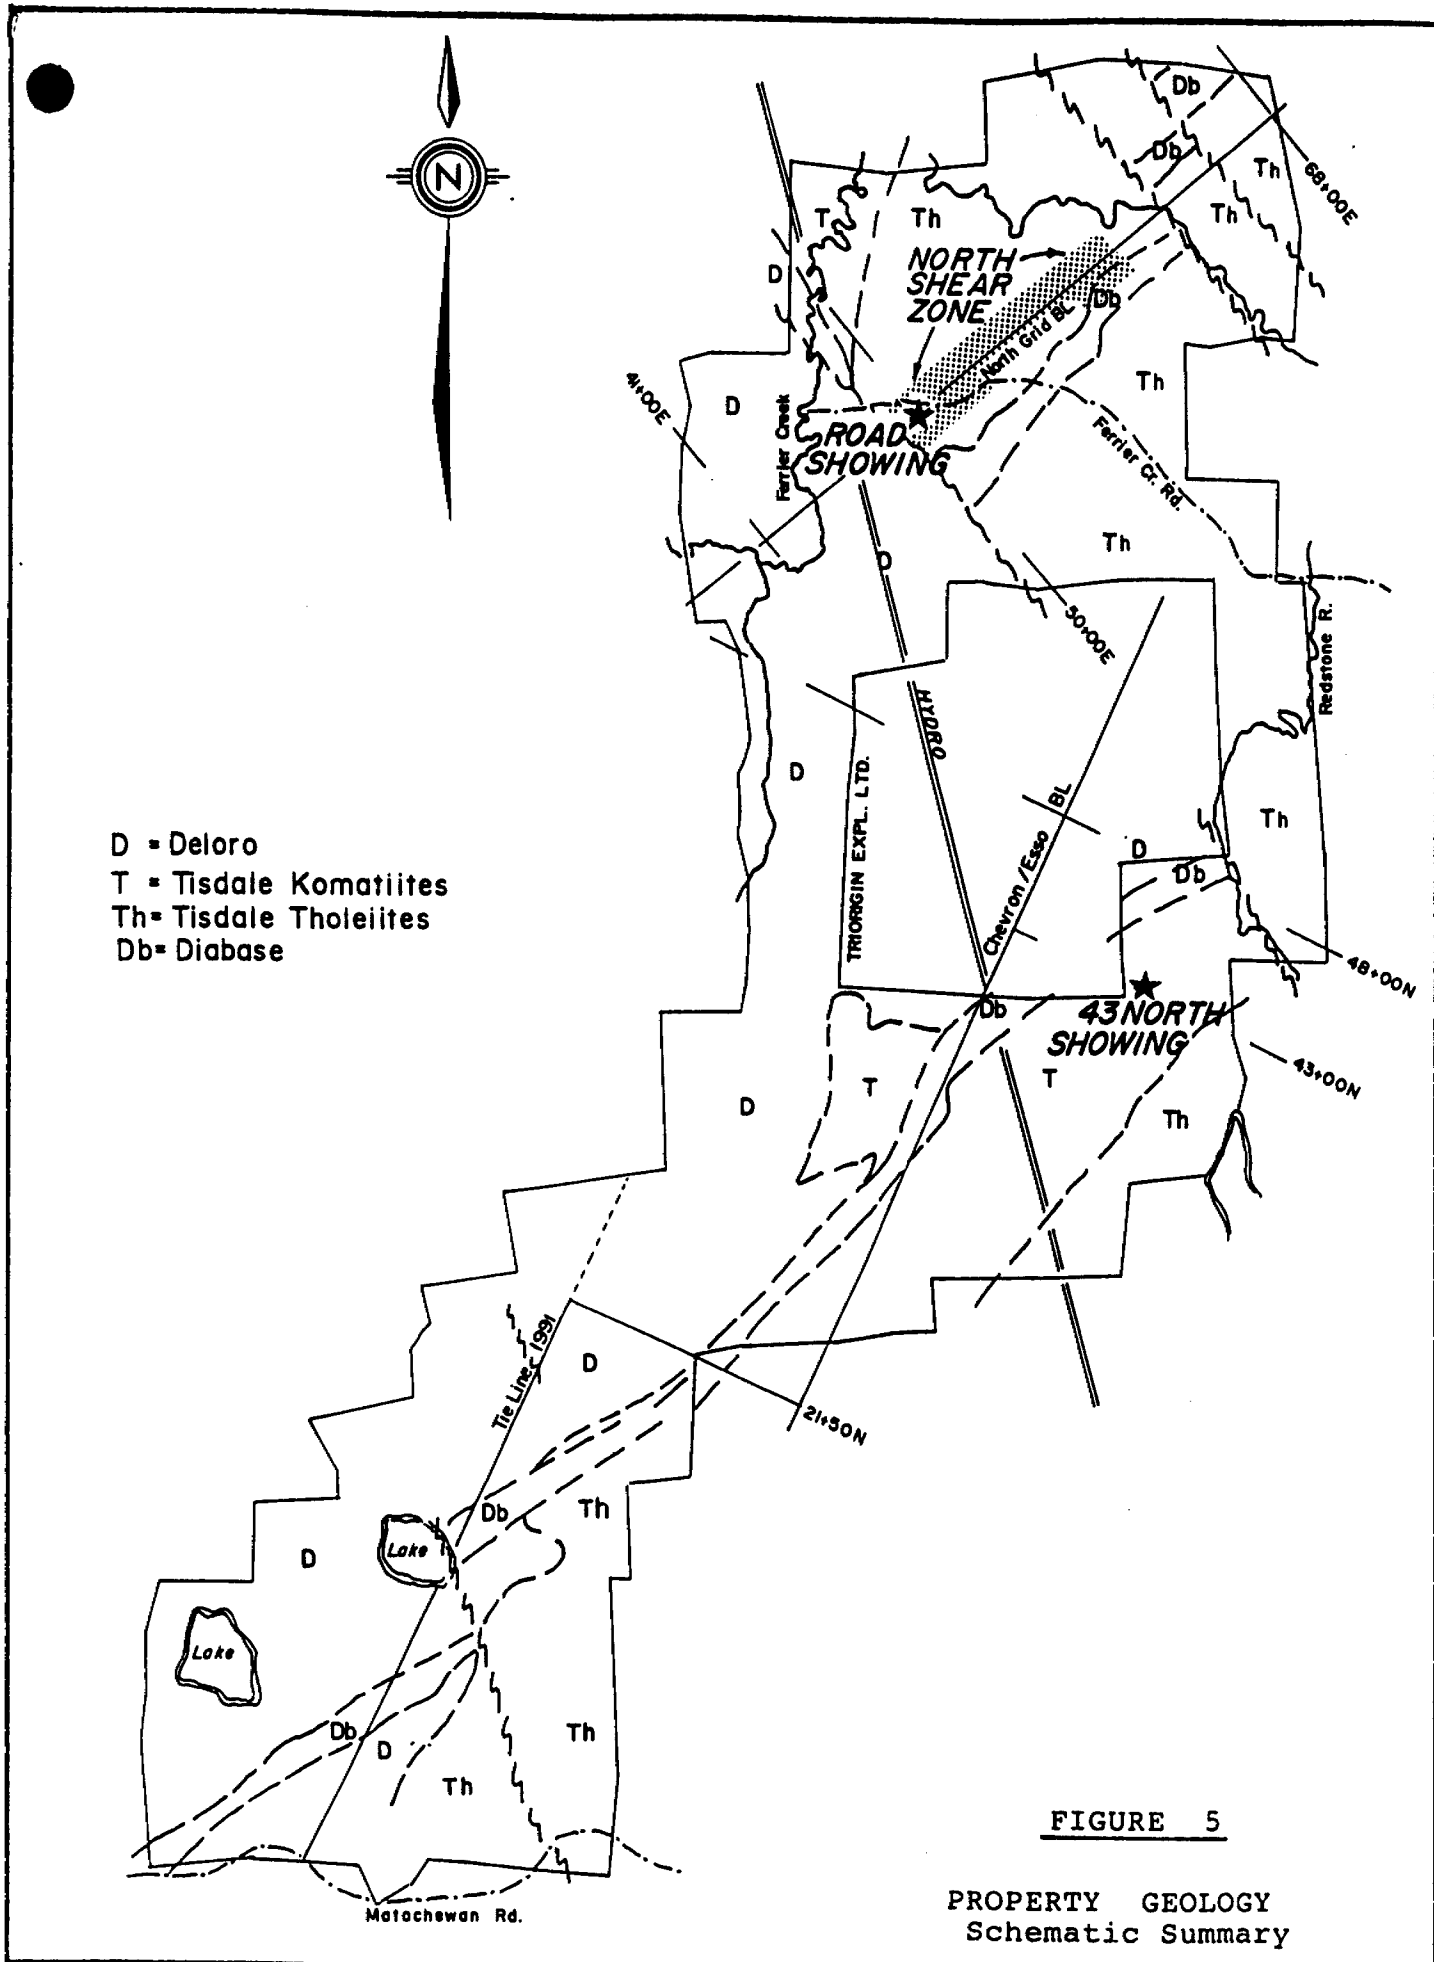 N
Db
Db
Th
68+00E
Th
T
Th
D
NORTH
SHEAR
ZONE
Db
North Grid BL
Th
41+00E
D
Ferrier Creek
ROAD
SHOWING
Ferrier Cr. Rd.
Th
D
50+00E
Redstone R.
HYDRO
D
TRIORIGIN EXPL. LTD.
BL
Chevron/Esso
Th
D
Db
D = Deloro
T = Tisdale Komatiites
Th= Tisdale Tholeiites
Db= Diabase
48+00N
Db
43 NORTH
SHOWING
T
T
43+00N
D
Th
Tie Line 1991
D
21+50N
Db
Th
Lake
D
Lake
Db
D
Th
Th
Matachewan Rd.
FIGURE 5
PROPERTY GEOLOGY
Schematic Summary